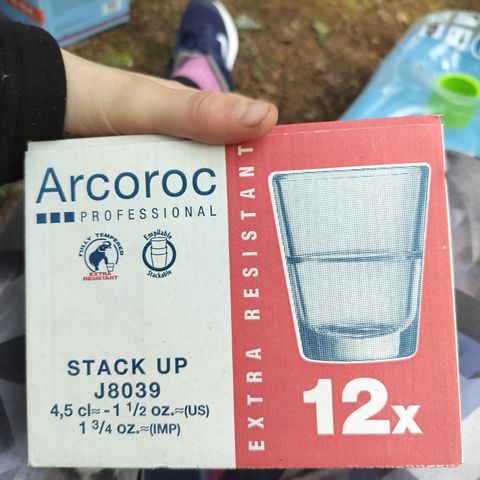 Arcoroc
PROFESSIONAL
FULLY TEMPERED
EXTRA
RESISTANT
Empilable
Stackable
STACK UP
J8039
4,5 cl≈ - 1 1/2 oz.≈(US)
1 3/4 oz.≈(IMP)
EXTRA RESISTANT
12x